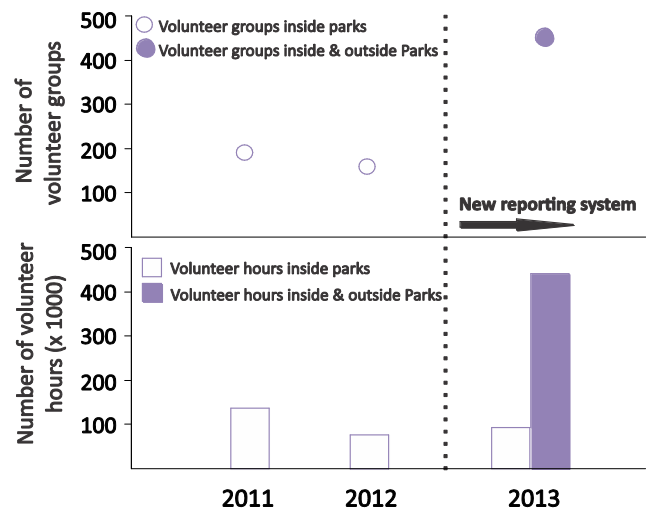 500
400
300
200
100
Number of
volunteer groups
Volunteer groups inside parks
Volunteer groups inside & outside Parks
New reporting system
500
400
300
200
100
Number of volunteer
hours (x 1000)
Volunteer hours inside parks
Volunteer hours inside & outside Parks
2011
2012
2013